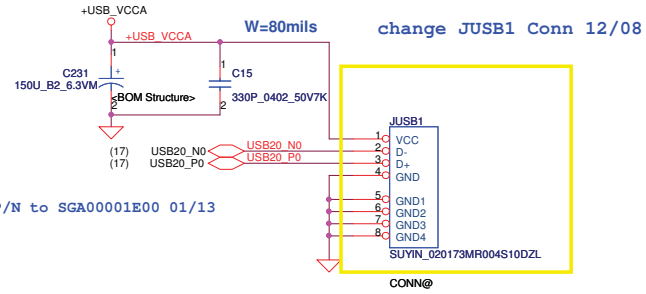 +USB_VCCA
+USB_VCCA
W=80mils
change JUSB1 Conn 12/08
1
1
C231
+
150U_B2_6.3VM
<BOM Structure>
2
C15
330P_0402_50V7K
2
JUSB1
(17) USB20_N0 USB20_N0
(17) USB20_P0 USB20_P0
1 VCC
2 D-
3 D+
4 GND
5 GND1
6 GND2
7 GND3
8 GND4
P/N to SGA00001E00 01/13
SUYIN_020173MR004S10DZL
CONN@